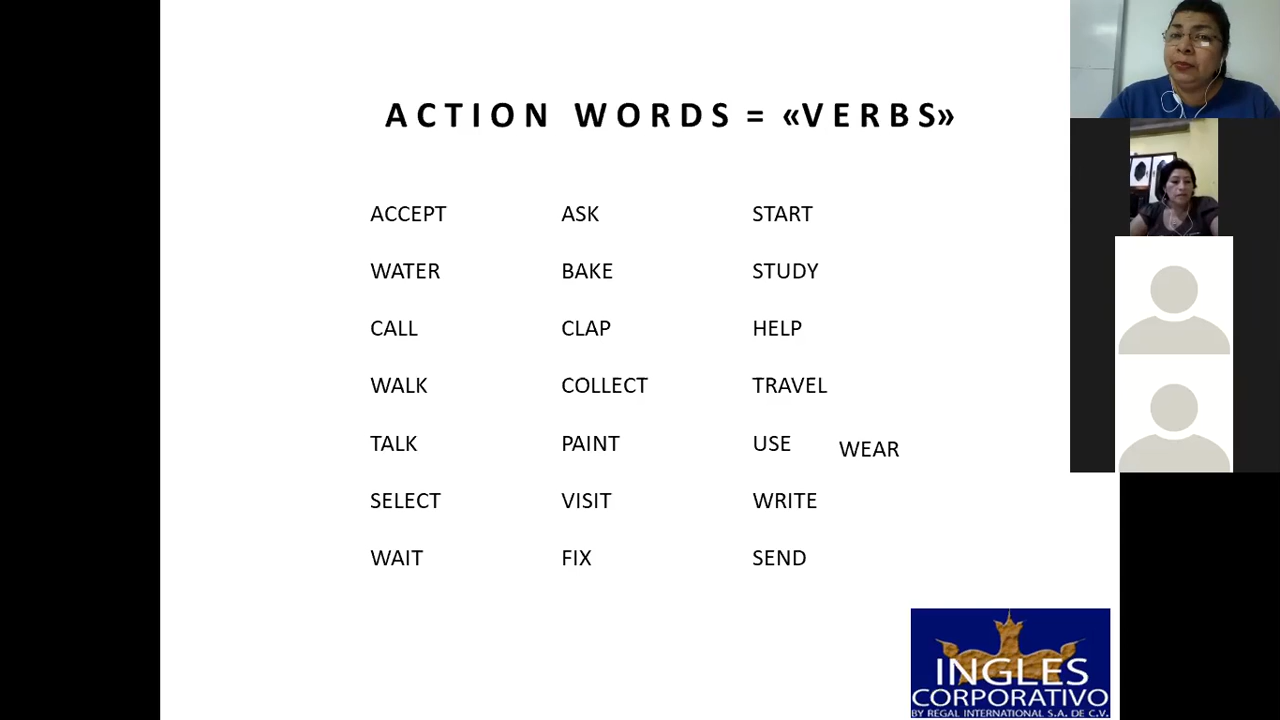 ACTION WORDS = «VERBS»
ACCEPT ASK START
WATER BAKE STUDY
CALL CLAP HELP
WALK COLLECT TRAVEL
TALK PAINT USE WEAR
SELECT VISIT WRITE
WAIT FIX SEND
INGLES
CORPORATIVO
BY REGAL INTERNATIONAL S.A. DE C.V.